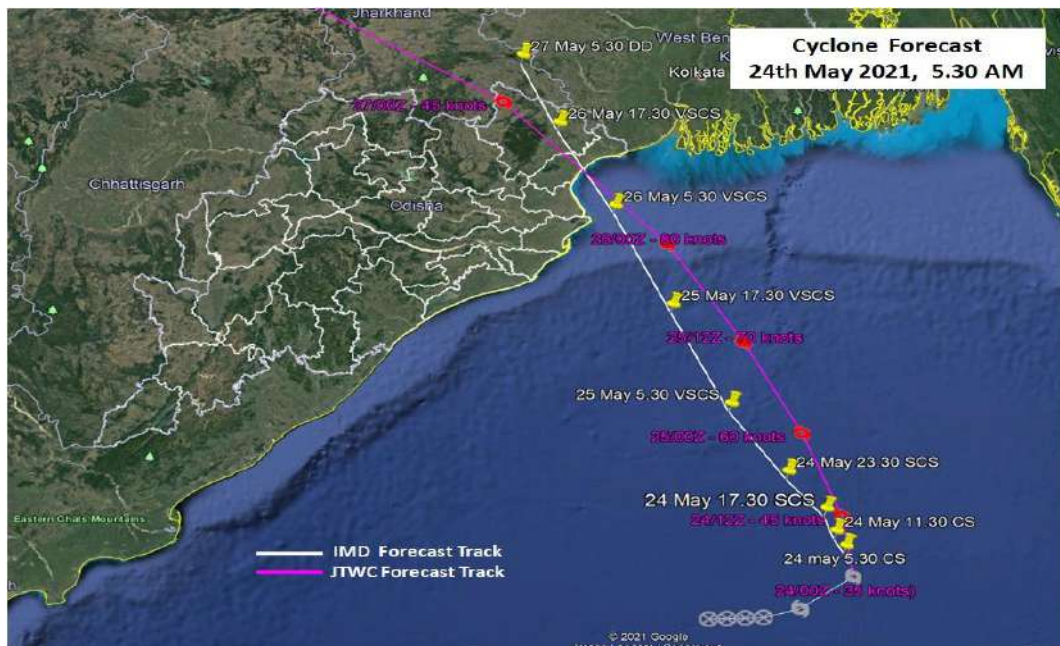 Jharkhand
Cyclone Forecast
24th May 2021, 5.30 AM
27 May 5.30 DD
West Ben
Kolkata
27/00Z - 45 knots
26 May 17.30 VSCS
Chhattisgarh
Odisha
26 May 5.30 VSCS
knots
25 May 17.30 VSCS
25/12Z - 70 knots
25 May 5.30 VSCS
25/00Z - 60 knots
24 May 23.30 SCS
24 May 17.30 SCS
24/12Z - 45 knots
24 May 11.30 CS
Eastern Ghats Mountains
IMD Forecast Track
24 may 5.30 CS
JTWC Forecast Track
24/00Z - 35 knots)
© 2021 Google